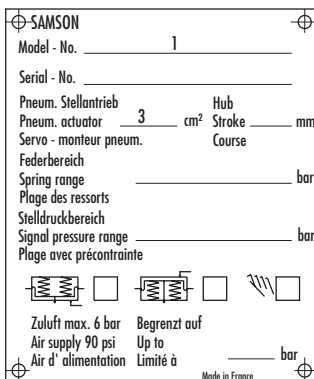 SAMSON
Model - No. 1
Serial - No.
Pneum. Stellantrieb Hub
Pneum. actuator 3 cm² Stroke mm
Servo - monteur pneum. Course
Federbereich
Spring range bar
Plage des ressorts
Stelldruckbereich
Signal pressure range bar
Plage avec précontrainte
Zuluft max. 6 bar Begrenzt auf
Air supply 90 psi Up to
Air d' alimentation Limité à bar
Made in France